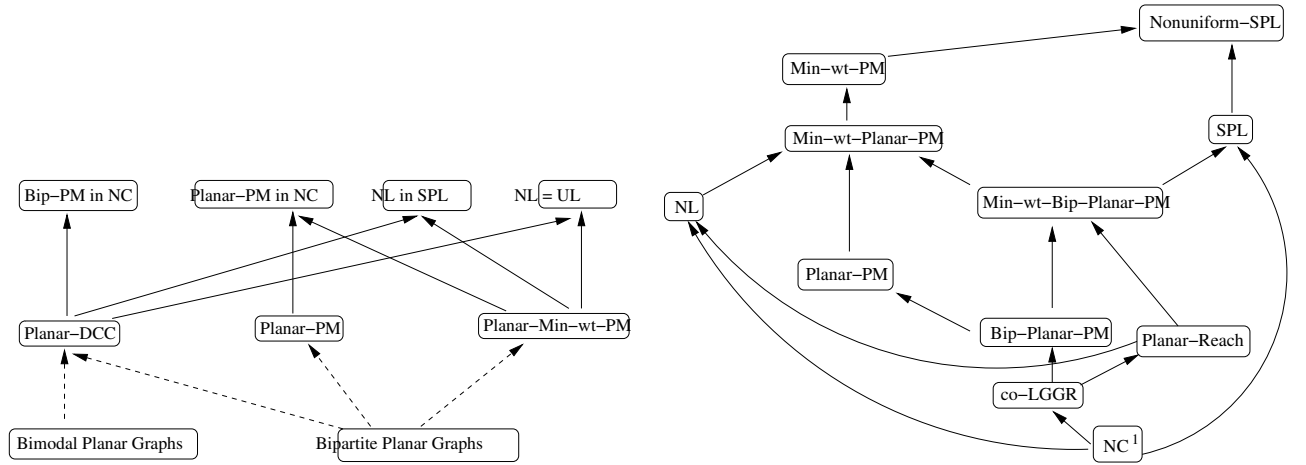 Bip−PM in NC
Planar−PM in NC
NL in SPL
NL = UL
Planar−DCC
Planar−PM
Planar−Min−wt−PM
Bimodal Planar Graphs
Bipartite Planar Graphs
Nonuniform−SPL
Min−wt−PM
Min−wt−Planar−PM
SPL
NL
Min−wt−Bip−Planar−PM
Planar−PM
Bip−Planar−PM
Planar−Reach
co−LGGR
NC¹